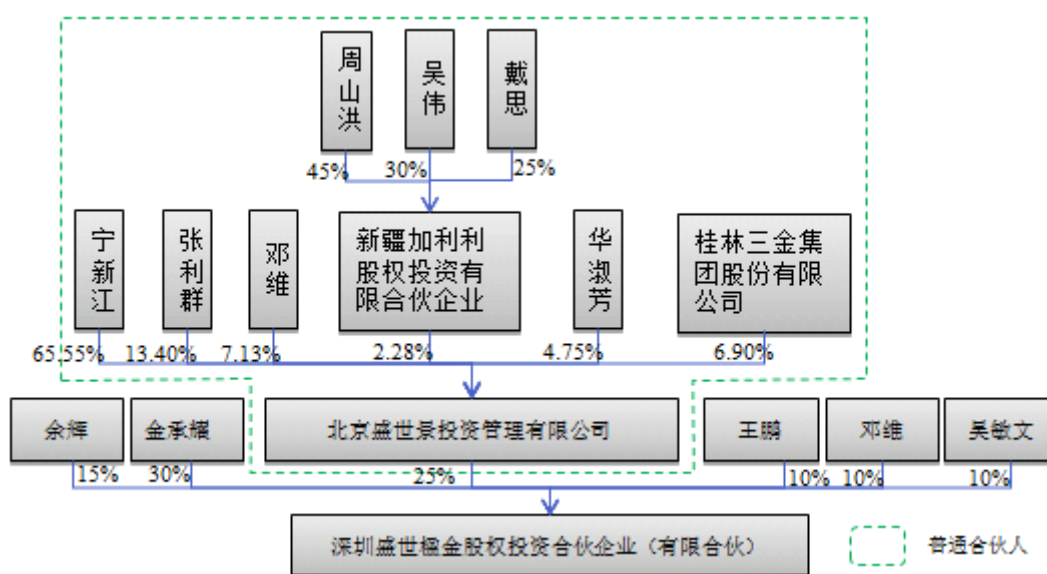 周山洪
吴伟
戴思
45%
30%
25%
宁新江
张利群
邓维
新疆加利利
股权投资有
限合伙企业
华淑芳
桂林三金集
团股份有限
公司
65.55%
13.40%
7.13%
2.28%
4.75%
6.90%
余辉
金承耀
北京盛世景投资管理有限公司
王鹏
邓维
吴敏文
15%
30%
25%
10%
10%
10%
深圳盛世楹金股权投资合伙企业（有限合伙）
普通合伙人